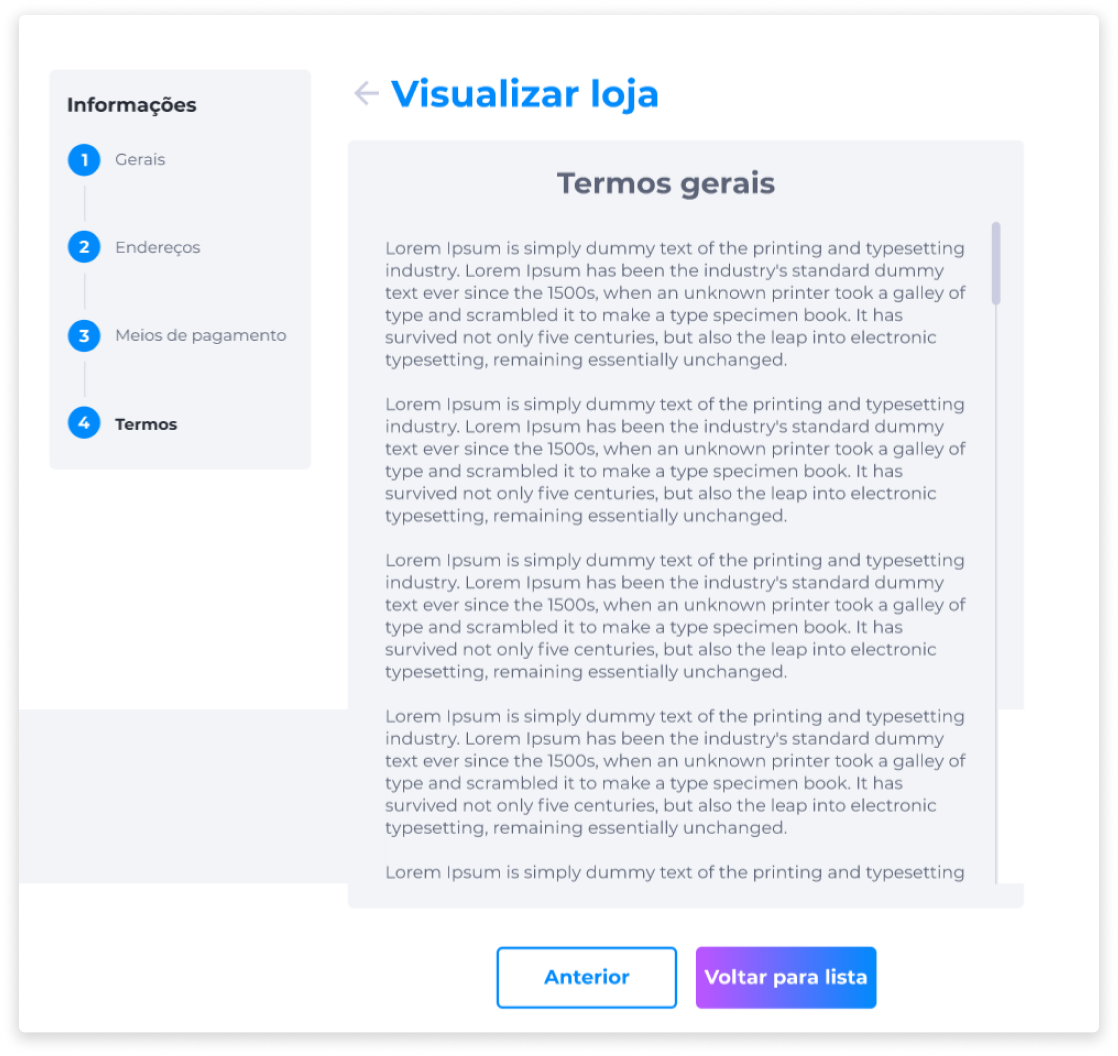 Informações
1 Gerais
2 Endereços
3 Meios de pagamento
4 Termos
Visualizar loja
Termos gerais
Lorem Ipsum is simply dummy text of the printing and typesetting
industry. Lorem Ipsum has been the industry's standard dummy
text ever since the 1500s, when an unknown printer took a galley of
type and scrambled it to make a type specimen book. It has
survived not only five centuries, but also the leap into electronic
typesetting, remaining essentially unchanged.
Lorem Ipsum is simply dummy text of the printing and typesetting
industry. Lorem Ipsum has been the industry's standard dummy
text ever since the 1500s, when an unknown printer took a galley of
type and scrambled it to make a type specimen book. It has
survived not only five centuries, but also the leap into electronic
typesetting, remaining essentially unchanged.
Lorem Ipsum is simply dummy text of the printing and typesetting
industry. Lorem Ipsum has been the industry's standard dummy
text ever since the 1500s, when an unknown printer took a galley of
type and scrambled it to make a type specimen book. It has
survived not only five centuries, but also the leap into electronic
typesetting, remaining essentially unchanged.
Lorem Ipsum is simply dummy text of the printing and typesetting
industry. Lorem Ipsum has been the industry's standard dummy
text ever since the 1500s, when an unknown printer took a galley of
type and scrambled it to make a type specimen book. It has
survived not only five centuries, but also the leap into electronic
typesetting, remaining essentially unchanged.
Lorem Ipsum is simply dummy text of the printing and typesetting
Anterior
Voltar para lista